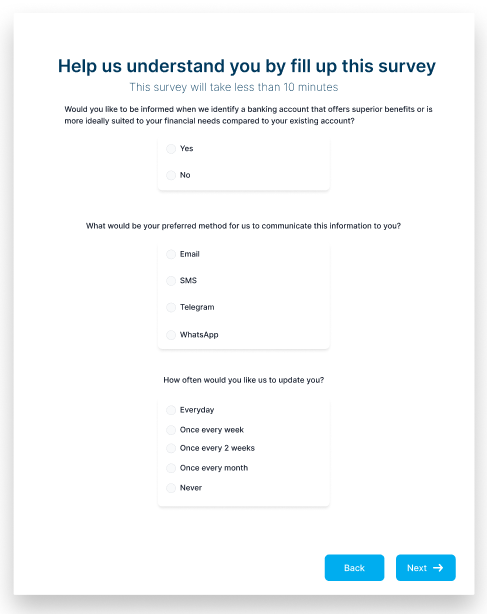 Help us understand you by fill up this survey
This survey will take less than 10 minutes
Would you like to be informed when we identify a banking account that offers superior benefits or is
more ideally suited to your financial needs compared to your existing account?
Yes
No
What would be your preferred method for us to communicate this information to you?
Email
SMS
Telegram
WhatsApp
How often would you like us to update you?
Everyday
Once every week
Once every 2 weeks
Once every month
Never
Back
Next →